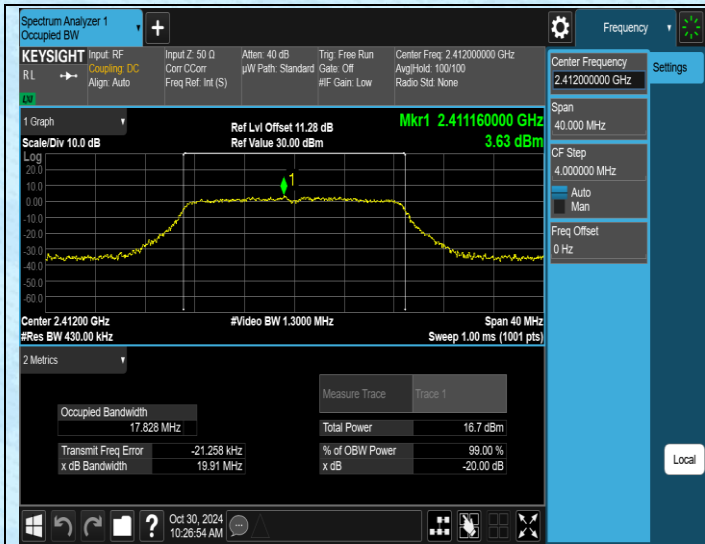 Spectrum Analyzer 1
Occupied BW
+
Frequency
KEYSIGHT
RL
Input: RF
Coupling: DC
Align: Auto
Input Z: 50 Ω
Corr CCorr
Freq Ref: Int (S)
Atten: 40 dB
µW Path: Standard
Trig: Free Run
Gate: Off
#IF Gain: Low
Center Freq: 2.412000000 GHz
Avg|Hold: 100/100
Radio Std: None
Center Frequency
2.412000000 GHz
Settings
Span
40.000 MHz
CF Step
4.000000 MHz
Auto
Man
Freq Offset
0 Hz
Local
1 Graph
Scale/Div 10.0 dB
Ref Lvl Offset 11.28 dB
Ref Value 30.00 dBm
Mkr1 2.411160000 GHz
3.63 dBm
Log
20.0
10.0
0.00
-10.0
-20.0
-30.0
-40.0
-50.0
-60.0
1
Center 2.41200 GHz
#Res BW 430.00 kHz
#Video BW 1.3000 MHz
Span 40 MHz
Sweep 1.00 ms (1001 pts)
2 Metrics
Measure Trace Trace 1
Occupied Bandwidth
17.828 MHz
Total Power 16.7 dBm
Transmit Freq Error -21.258 kHz
% of OBW Power 99.00 %
x dB Bandwidth 19.91 MHz
x dB -20.00 dB
?
Oct 30, 2024
10:26:54 AM